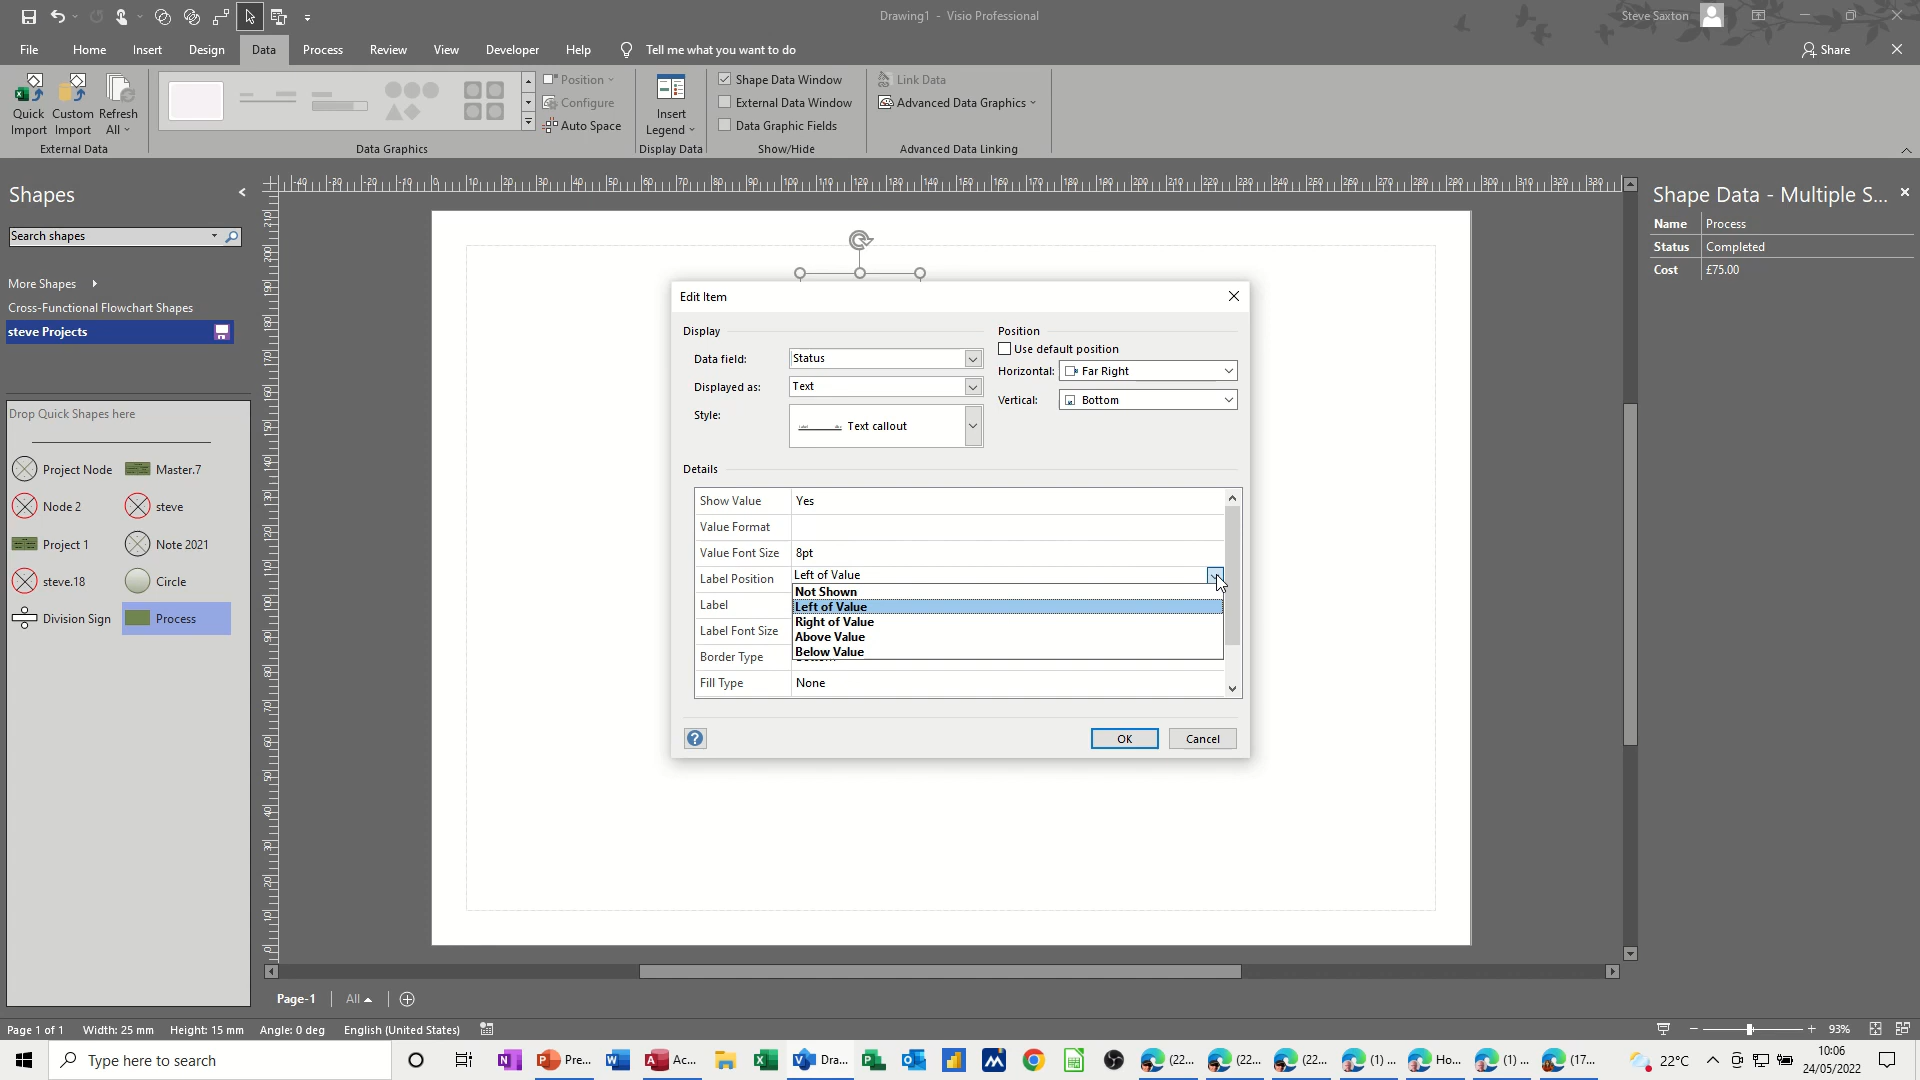 Drawing1 - Visio Professional
Steve Saxton
File Home Insert Design Data Process Review View Developer Help Tell me what you want to do
Share
Quick Import
Custom Import
Refresh All
External Data
Position
Configure
Auto Space
Data Graphics
Insert Legend
Display Data
Shape Data Window
External Data Window
Data Graphic Fields
Show/Hide
Link Data
Advanced Data Graphics
Advanced Data Linking
Shapes
Search shapes
More Shapes
Cross-Functional Flowchart Shapes
steve Projects
Drop Quick Shapes here
Project Node
Master.7
Node 2
steve
Project 1
Note 2021
steve.18
Circle
Division Sign
Process
Edit Item
Display
Data field:
Status
Displayed as:
Text
Style:
Text callout
Position
Use default position
Horizontal:
Far Right
Vertical:
Bottom
Details
Show Value
Yes
Value Format
Value Font Size
8pt
Label Position
Left of Value
Not Shown
Left of Value
Right of Value
Above Value
Below Value
Label
Label Font Size
Border Type
Fill Type
None
OK
Cancel
Shape Data - Multiple S...
Name Process
Status Completed
Cost £75.00
Page-1
All
Page 1 of 1 Width: 25 mm Height: 15 mm Angle: 0 deg English (United States)
93%
Type here to search
Pre...
Ac...
Dra...
(22...
(22...
(22...
(1) ...
Ho...
(1) ...
(17...
22°C
10:06
24/05/2022